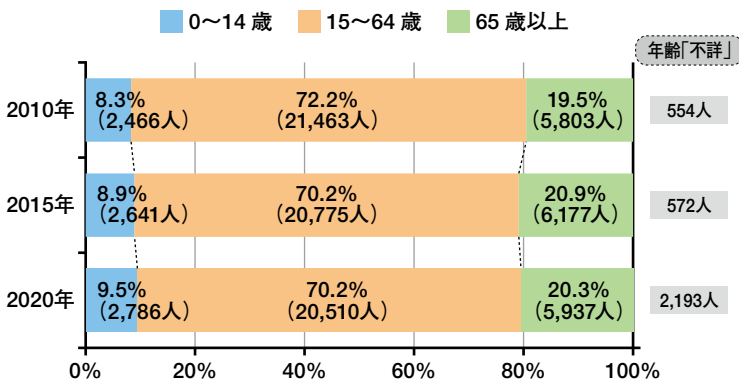 0〜14 歳 15〜64 歳 65 歳以上
年齢「不詳」
2010年 8.3% 72.2% 19.5%
（2,466人） （21,463人） （5,803人） 554人
2015年 8.9% 70.2% 20.9%
（2,641人） （20,775人） （6,177人） 572人
2020年 9.5% 70.2% 20.3%
（2,786人） （20,510人） （5,937人） 2,193人
0% 20% 40% 60% 80% 100%